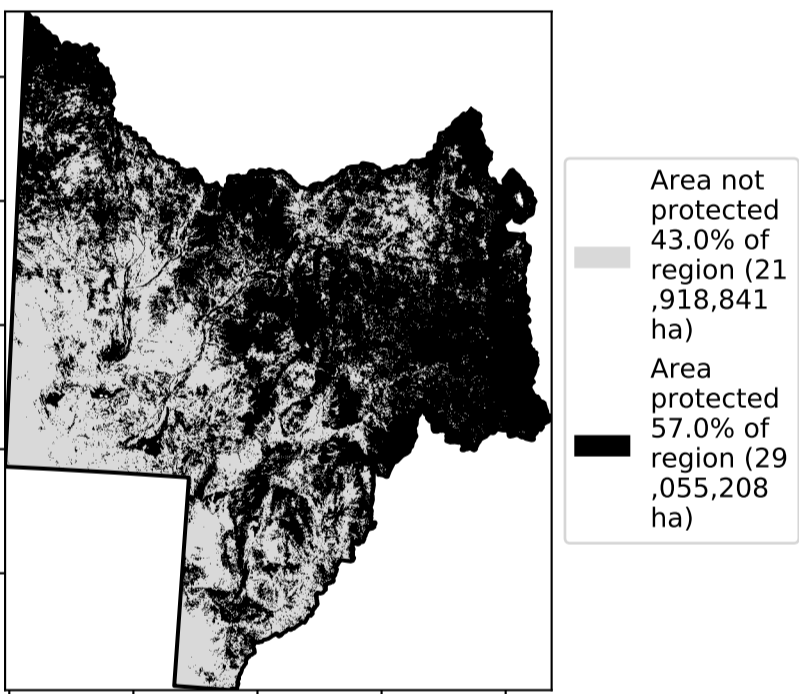 Area not
protected
43.0% of
region (21
,918,841
ha)
Area
protected
57.0% of
region (29
,055,208
ha)